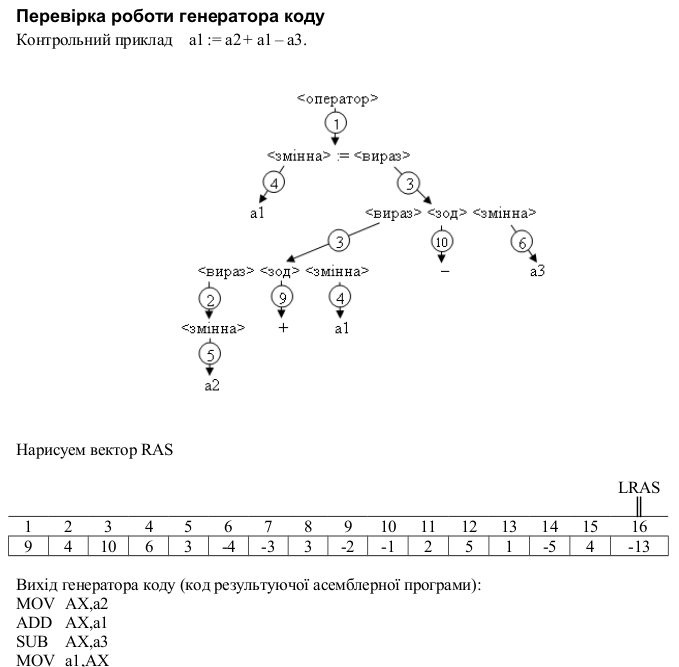 Перевірка роботи генератора коду
Контрольний приклад a1 := a2+ a1 – a3.
<оператор>
1
<змінна> := <вираз>
4 3
a1
<вираз> <зод> <змінна>
3 10 6
<вираз> <зод> <змінна> – a3
2 9 4
<змінна> + a1
5
a2
Нарисуем вектор RAS
LRAS
1 2 3 4 5 6 7 8 9 10 11 12 13 14 15 16
9 4 10 6 3 -4 -3 3 -2 -1 2 5 1 -5 4 -13
Вихід генератора коду (код результуючої асемблерної програми):
MOV AX,a2
ADD AX,a1
SUB AX,a3
MOV a1,AX